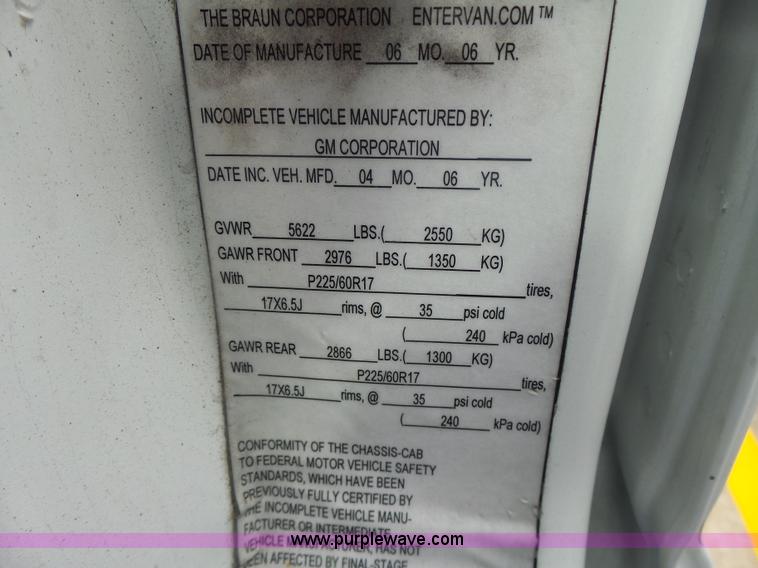 THE BRAUN CORPORATION ENTERVAN.COM™
DATE OF MANUFACTURE 06 MO. 06 YR.
INCOMPLETE VEHICLE MANUFACTURED BY:
GM CORPORATION
DATE INC. VEH. MFD. 04 MO. 06 YR.
GVWR 5622 LBS.( 2550 KG)
GAWR FRONT 2976 LBS.( 1350 KG)
With P225/60R17 tires,
17X6.5J rims, @ 35 psi cold
( 240 kPa cold)
GAWR REAR 2866 LBS.( 1300 KG)
With P225/60R17 tires,
17X6.5J rims, @ 35 psi cold
( 240 kPa cold)
CONFORMITY OF THE CHASSIS-CAB
TO FEDERAL MOTOR VEHICLE SAFETY
STANDARDS, WHICH HAVE BEEN
PREVIOUSLY FULLY CERTIFIED BY
THE INCOMPLETE VEHICLE MANU-
FACTURER OR INTERMEDIATE
VEHICLE MANUFACTURER, HAS NOT
BEEN AFFECTED BY FINAL-STAGE
www.purplewave.com